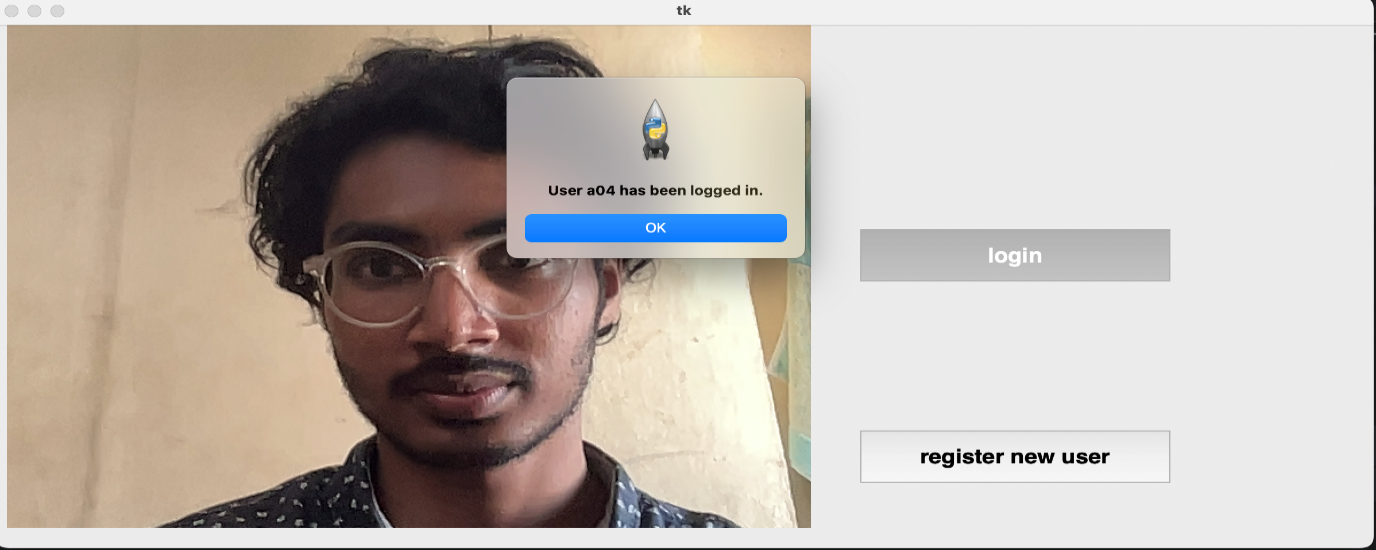 tk
User a04 has been logged in.
OK
login
register new user